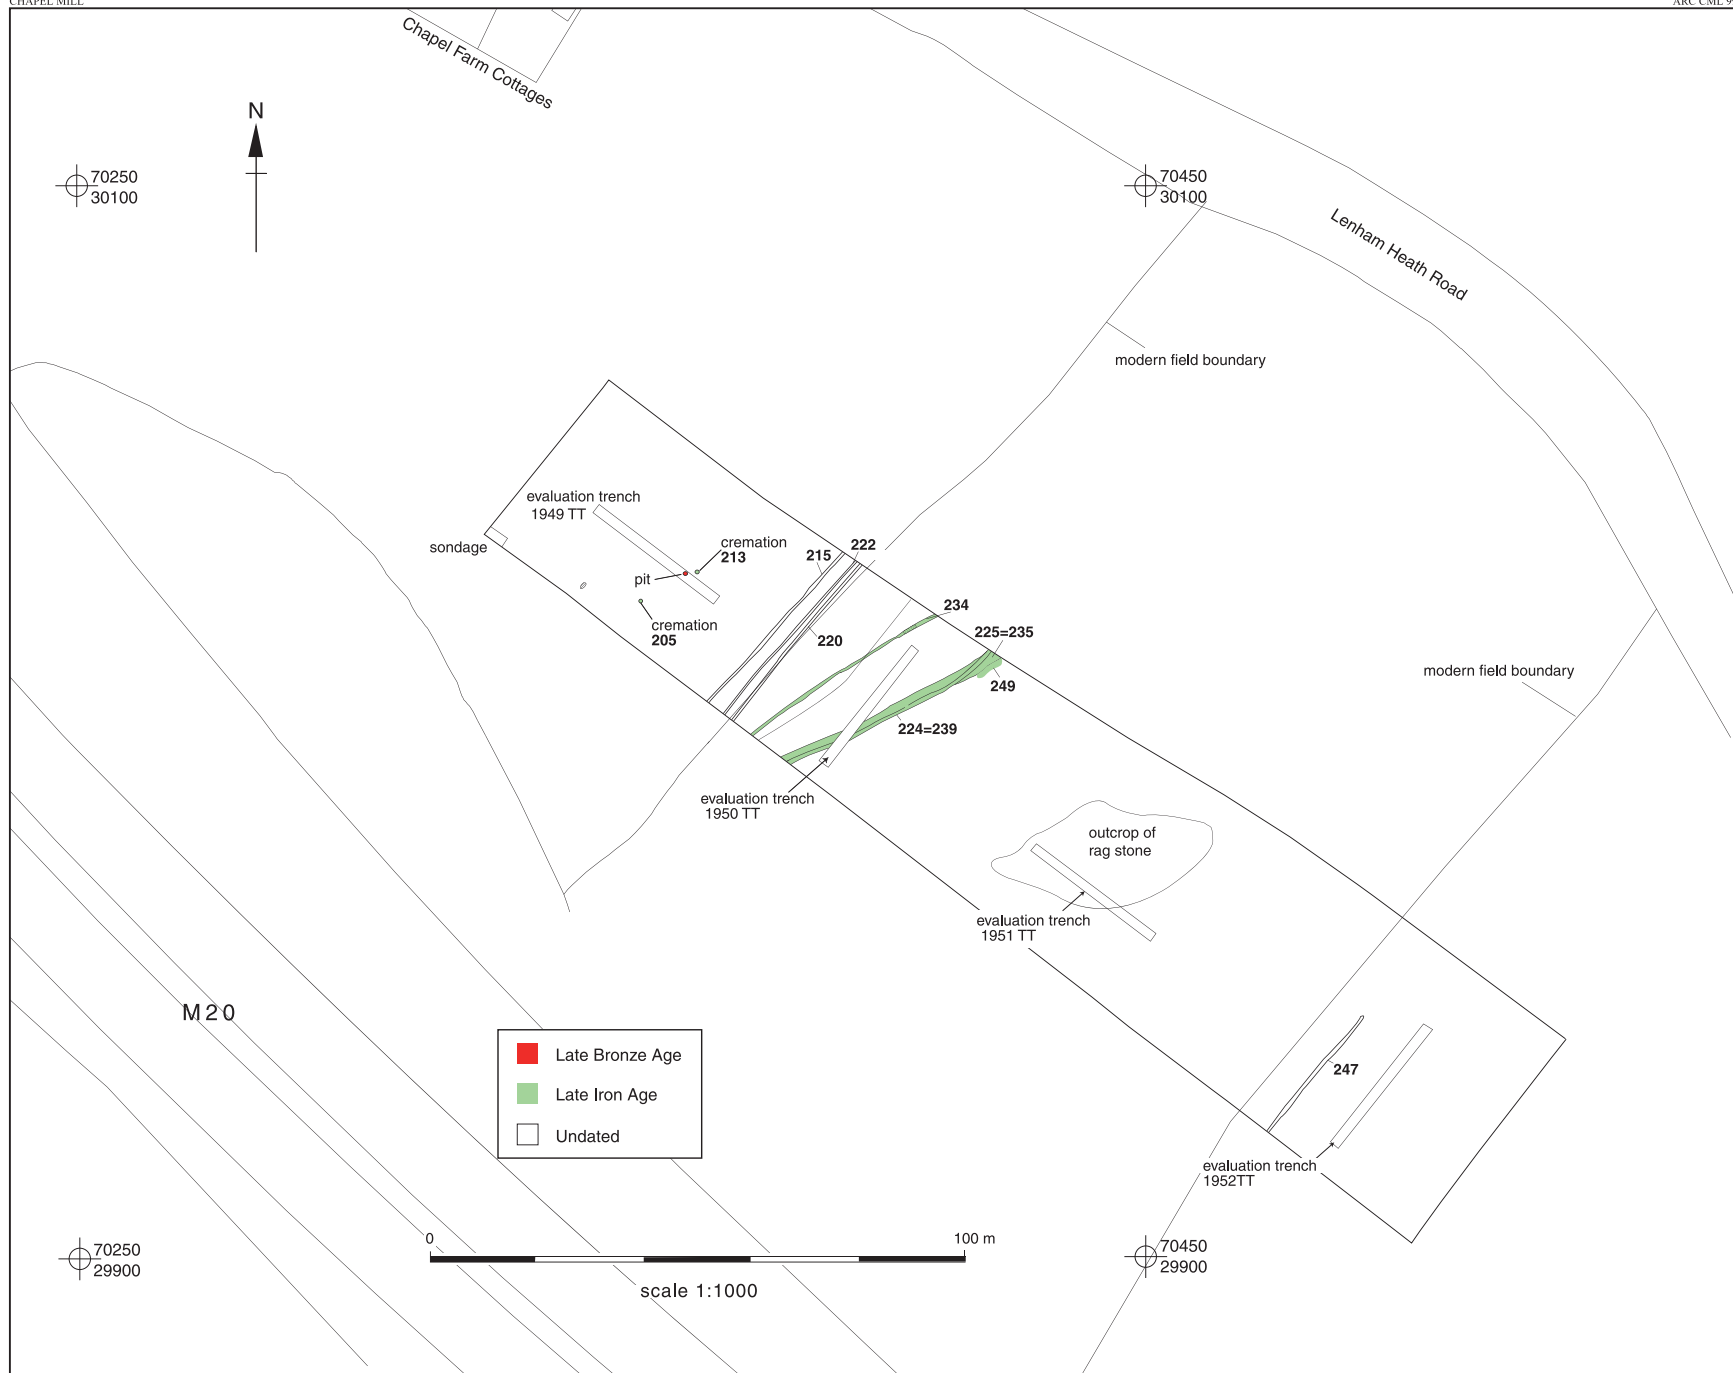 CHAPEL MILL
Chapel Farm Cottages
N
70250
30100
70450
30100
Lenham Heath Road
modern field boundary
evaluation trench
1949 TT
sondage
cremation
213
pit
cremation
205
215
222
220
234
225=235
249
224=239
modern field boundary
evaluation trench
1950 TT
outcrop of
rag stone
evaluation trench
1951 TT
M20
247
evaluation trench
1952TT
Late Bronze Age
Late Iron Age
Undated
70250
29900
0
100 m
scale 1:1000
70450
29900